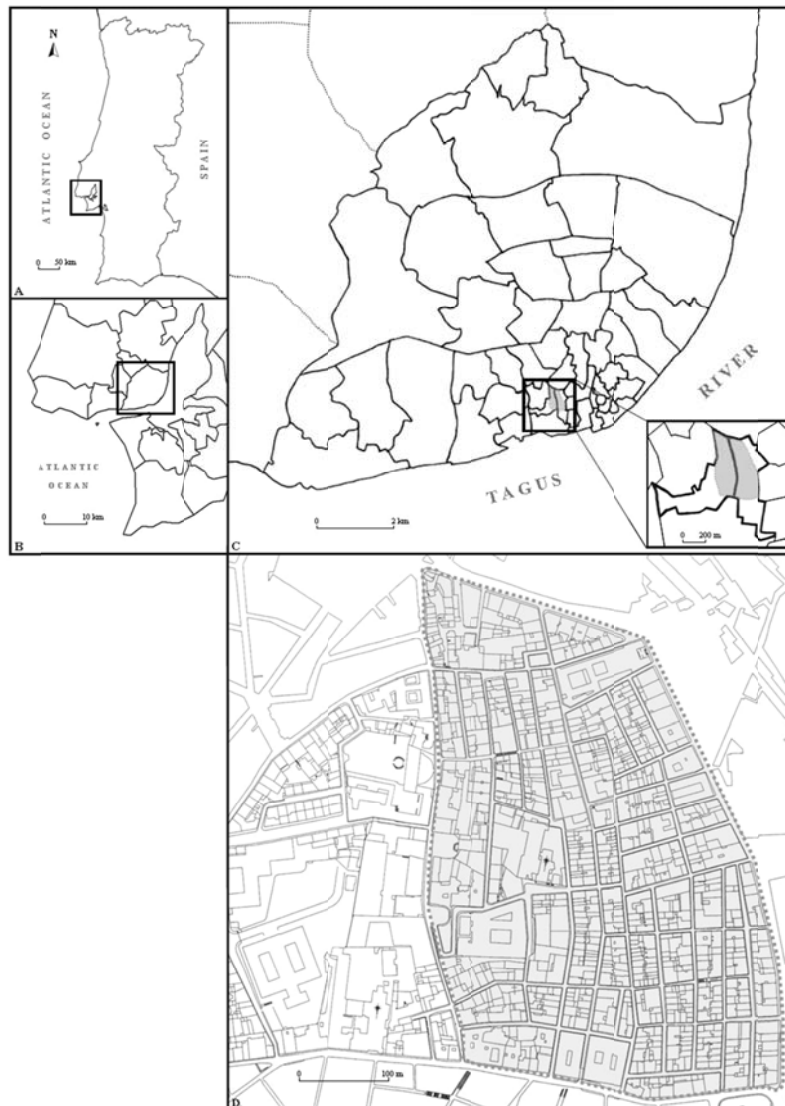 N
ATLANTIC OCEAN
SPAIN
0 50 km
A
ATLANTIC
OCEAN
0 10 km
B
RIVER
TAGUS
0 2 km
C
0 200 m
0 100 m
D